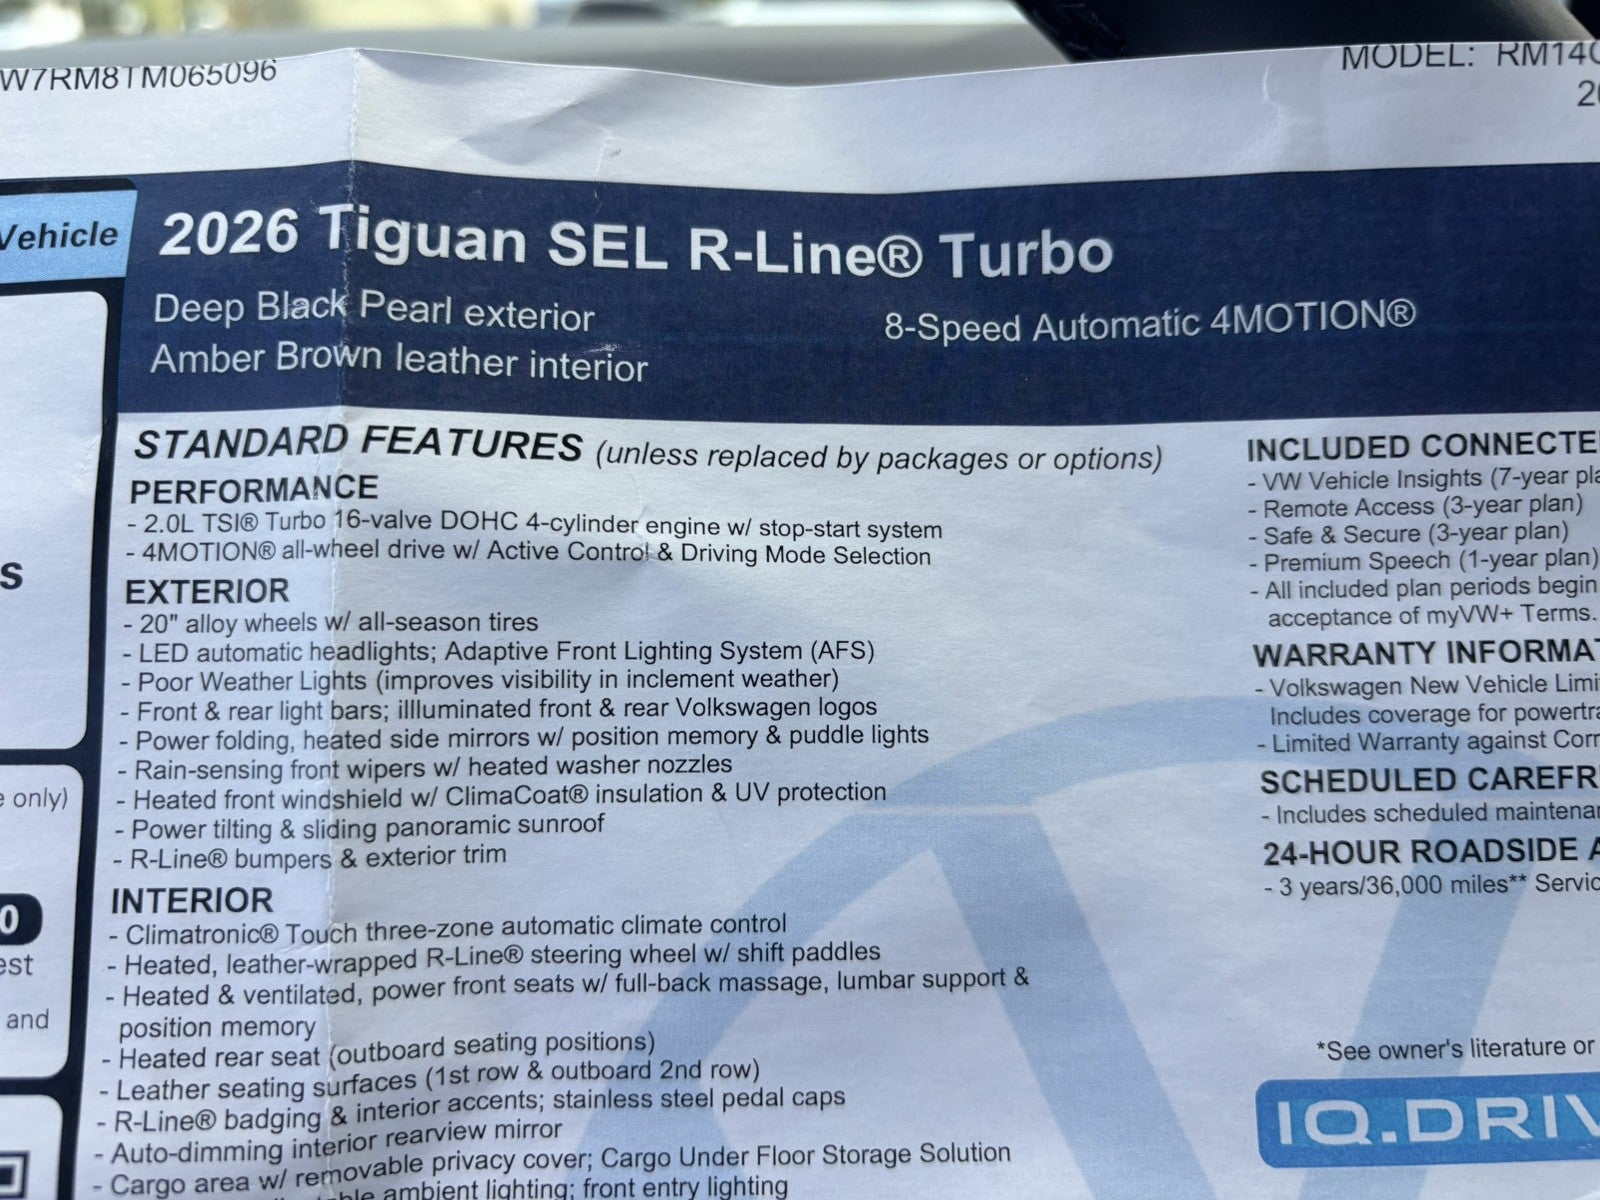 W7RM8TM065096
MODEL: RM14
20
Vehicle
2026 Tiguan SEL R-Line® Turbo
Deep Black Pearl exterior
8-Speed Automatic 4MOTION®
Amber Brown leather interior
s
e only)
0
est
and
STANDARD FEATURES (unless replaced by packages or options)
PERFORMANCE
- 2.0L TSI® Turbo 16-valve DOHC 4-cylinder engine w/ stop-start system
- 4MOTION® all-wheel drive w/ Active Control & Driving Mode Selection
EXTERIOR
- 20" alloy wheels w/ all-season tires
- LED automatic headlights; Adaptive Front Lighting System (AFS)
- Poor Weather Lights (improves visibility in inclement weather)
- Front & rear light bars; illluminated front & rear Volkswagen logos
- Power folding, heated side mirrors w/ position memory & puddle lights
- Rain-sensing front wipers w/ heated washer nozzles
- Heated front windshield w/ ClimaCoat® insulation & UV protection
- Power tilting & sliding panoramic sunroof
- R-Line® bumpers & exterior trim
INTERIOR
- Climatronic® Touch three-zone automatic climate control
- Heated, leather-wrapped R-Line® steering wheel w/ shift paddles
- Heated & ventilated, power front seats w/ full-back massage, lumbar support &
position memory
- Heated rear seat (outboard seating positions)
- Leather seating surfaces (1st row & outboard 2nd row)
- R-Line® badging & interior accents; stainless steel pedal caps
- Auto-dimming interior rearview mirror
- Cargo area w/ removable privacy cover; Cargo Under Floor Storage Solution
ambient lighting; front entry lighting
INCLUDED CONNECTE
- VW Vehicle Insights (7-year pla
- Remote Access (3-year plan)
- Safe & Secure (3-year plan)
- Premium Speech (1-year plan)
- All included plan periods begin
acceptance of myVW+ Terms.
WARRANTY INFORMAT
- Volkswagen New Vehicle Limi
Includes coverage for powertra
- Limited Warranty against Corr
SCHEDULED CAREFR
- Includes scheduled maintenan
24-HOUR ROADSIDE A
- 3 years/36,000 miles** Servic
*See owner's literature or
IQ.DRIV